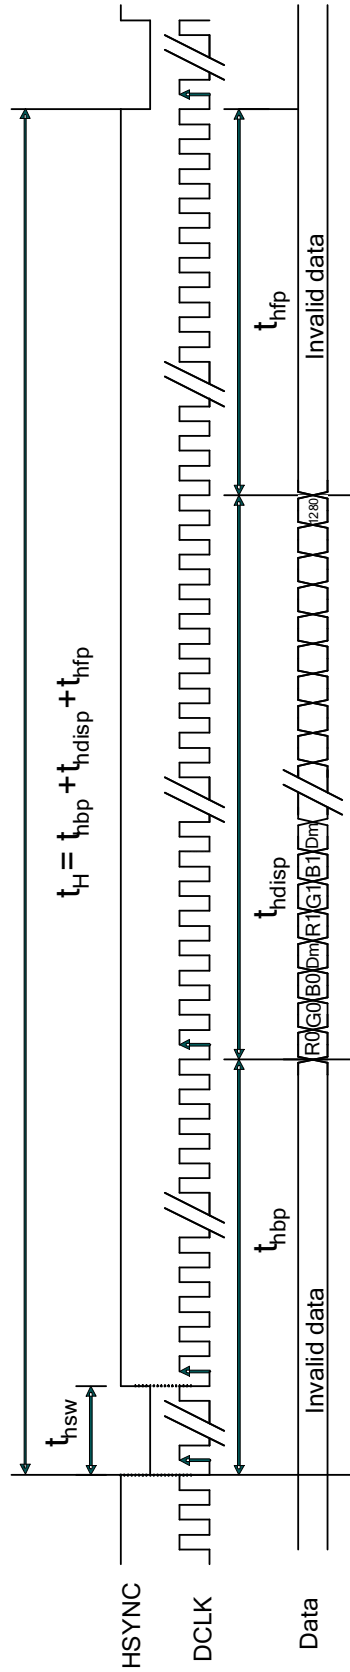 t_H = t_hbp + t_hdisp + t_hfp
t_hsw
HSYNC
DCLK
t_hbp
t_hdisp
t_hfp
Data
Invalid data
R0 G0 B0 Dm R1 G1 B1 Dm
1280
Invalid data